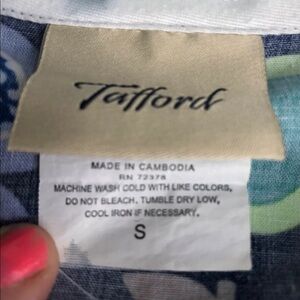 Tafford
MADE IN CAMBODIA
RN 72378
MACHINE WASH COLD WITH LIKE COLORS,
DO NOT BLEACH. TUMBLE DRY LOW,
COOL IRON IF NECESSARY.
S